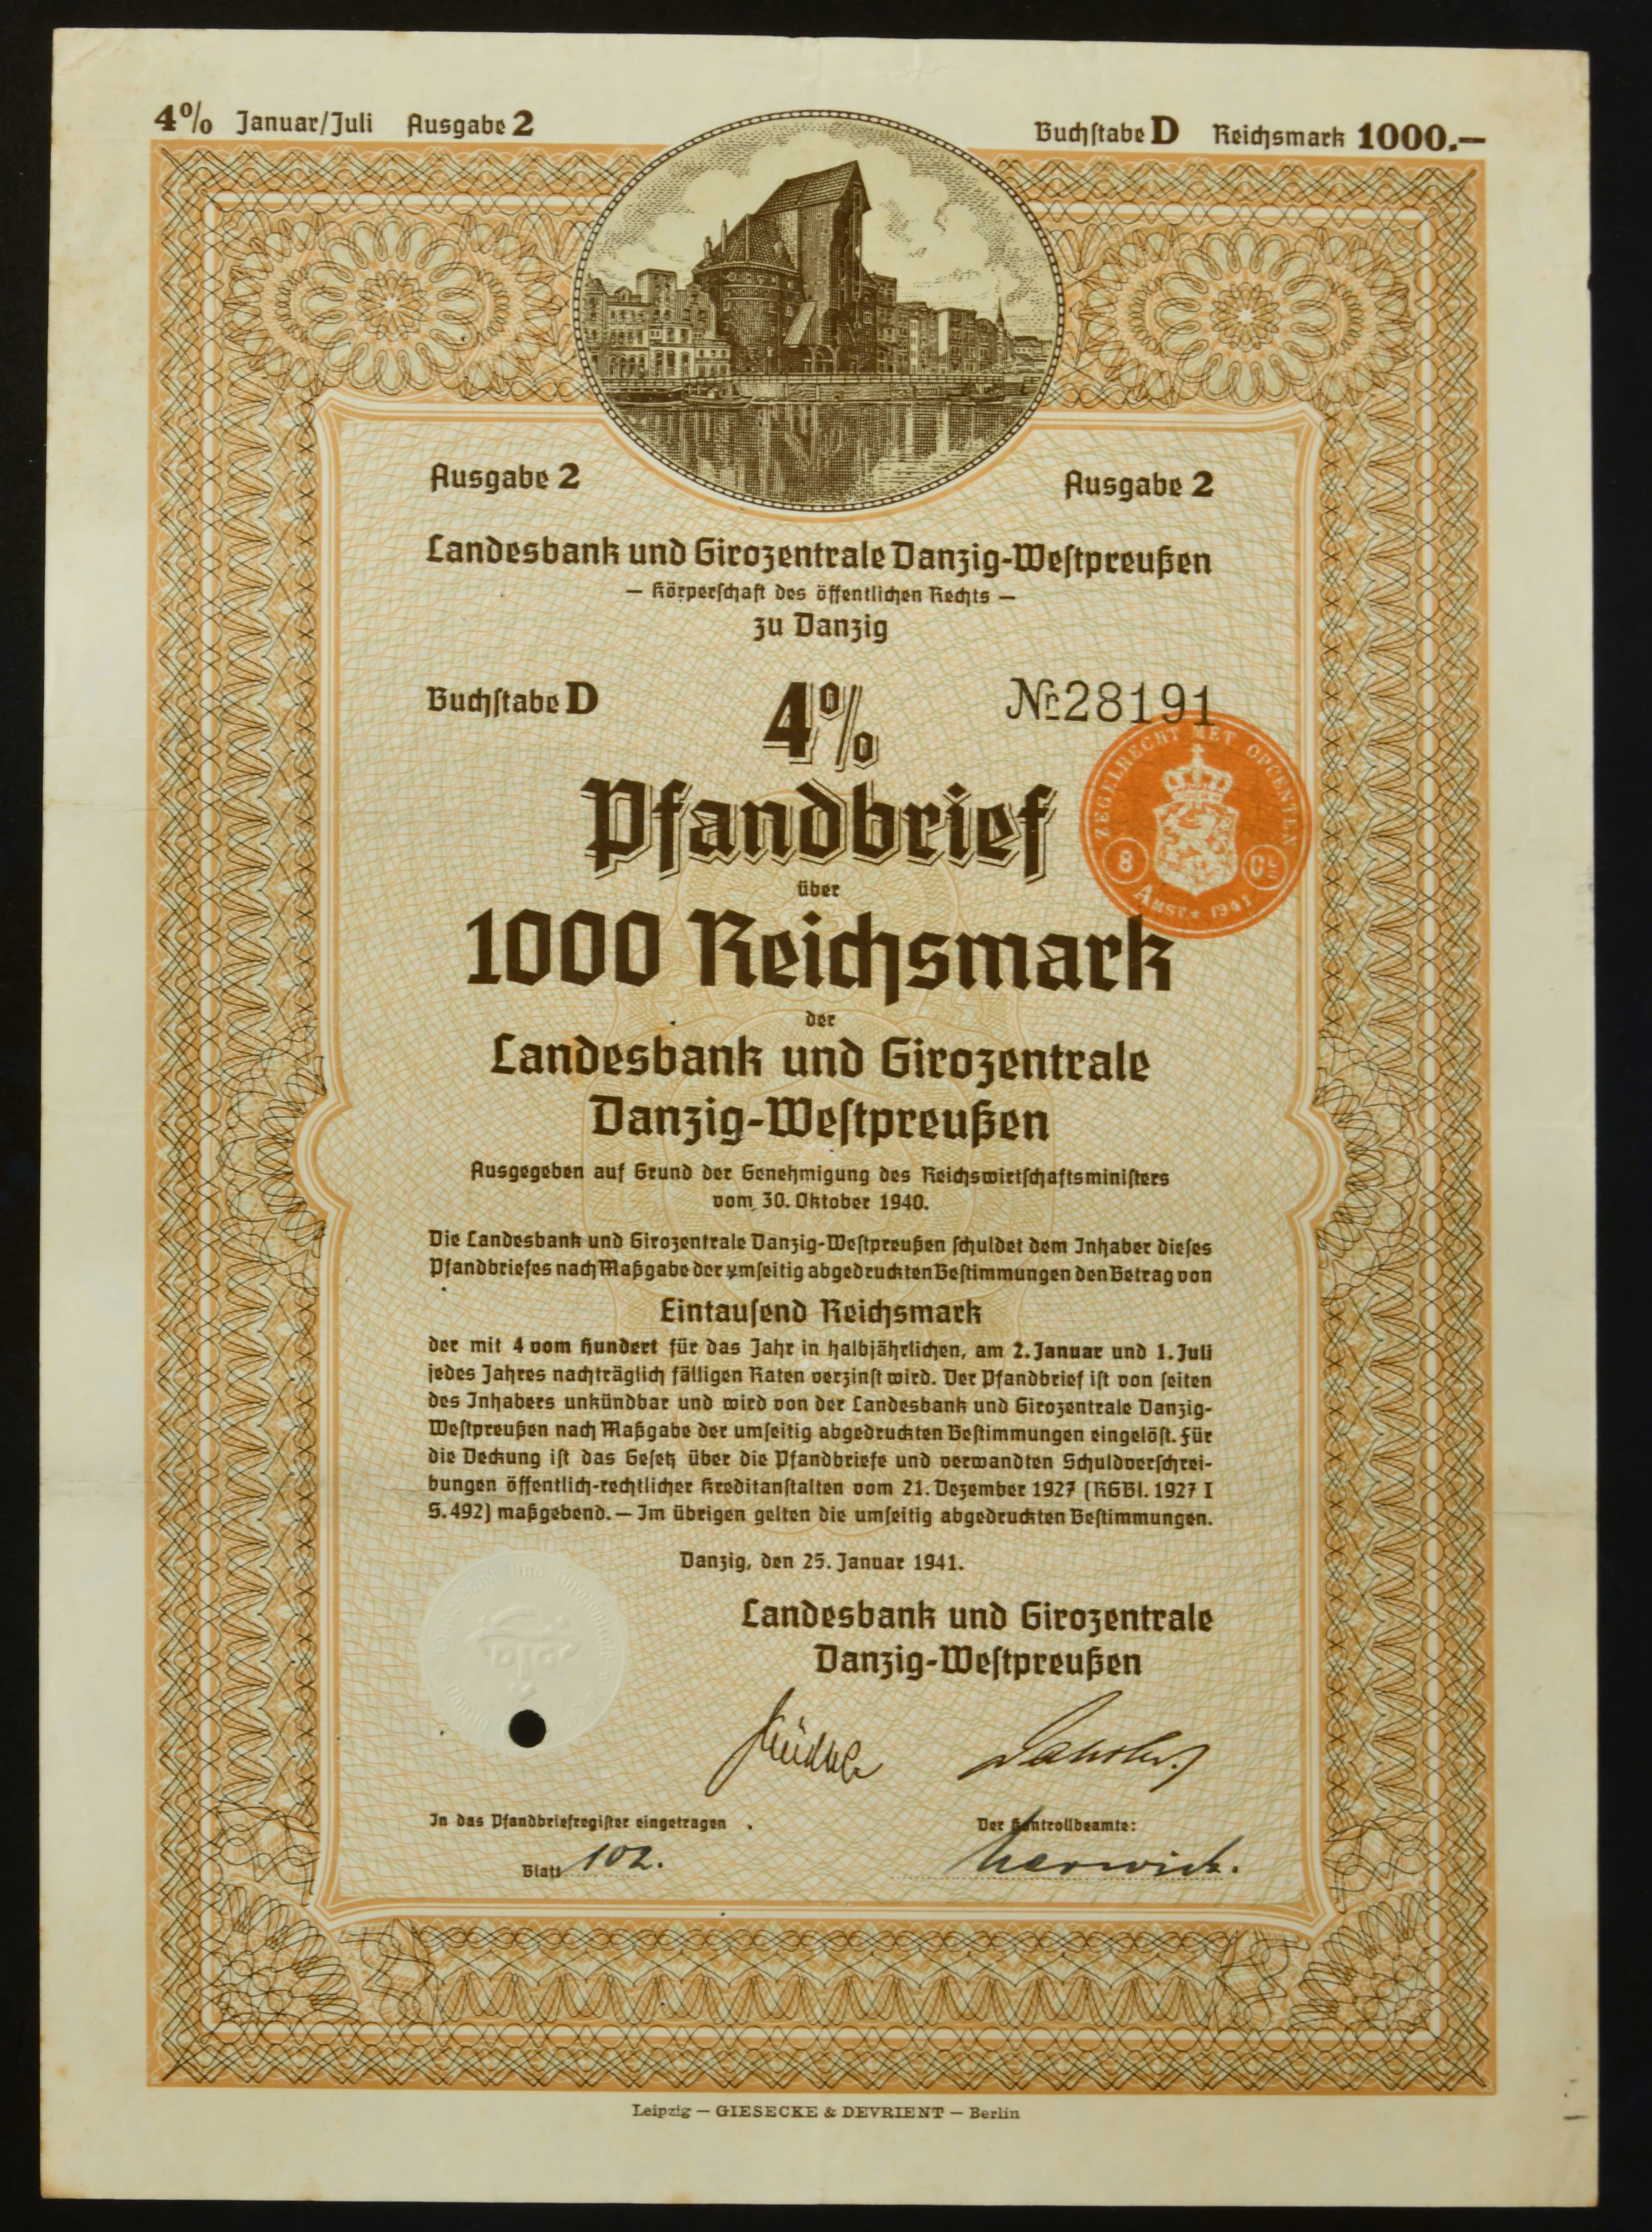 4% Januar/Juli Ausgabe 2
Buchstabe D Reichsmark 1000.—
Ausgabe 2
Ausgabe 2
Landesbank und Girozentrale Danzig-Westpreußen
— Körperschaft des öffentlichen Rechts —
zu Danzig
Buchstabe D
4%
Nr. 28191
ZEGELRECHT MET OPCENTEN
8 Ct
AMST. * 1941
Pfandbrief
über
1000 Reichsmark
der
Landesbank und Girozentrale
Danzig-Westpreußen
Ausgegeben auf Grund der Genehmigung des Reichswirtschaftsministers
vom 30. Oktober 1940.
Die Landesbank und Girozentrale Danzig-Westpreußen schuldet dem Inhaber dieses
Pfandbriefes nach Maßgabe der umseitig abgedruckten Bestimmungen den Betrag von
Eintausend Reichsmark
der mit 4 vom Hundert für das Jahr in halbjährlichen, am 2. Januar und 1. Juli
jedes Jahres nachträglich fälligen Raten verzinst wird. Der Pfandbrief ist von seiten
des Inhabers unkündbar und wird von der Landesbank und Girozentrale Danzig-
Westpreußen nach Maßgabe der umseitig abgedruckten Bestimmungen eingelöst. Für
die Deckung ist das Gesetz über die Pfandbriefe und verwandten Schuldverschrei-
bungen öffentlich-rechtlicher Kreditanstalten vom 21. Dezember 1927 (RGBl. 1927 I
S. 492) maßgebend. — Im übrigen gelten die umseitig abgedruckten Bestimmungen.
Danzig, den 25. Januar 1941.
Landesbank und Girozentrale
Danzig-Westpreußen
In das Pfandbriefregister eingetragen
Der Kontrollbeamte:
Blatt 102.
Leipzig — GIESECKE & DEVRIENT — Berlin